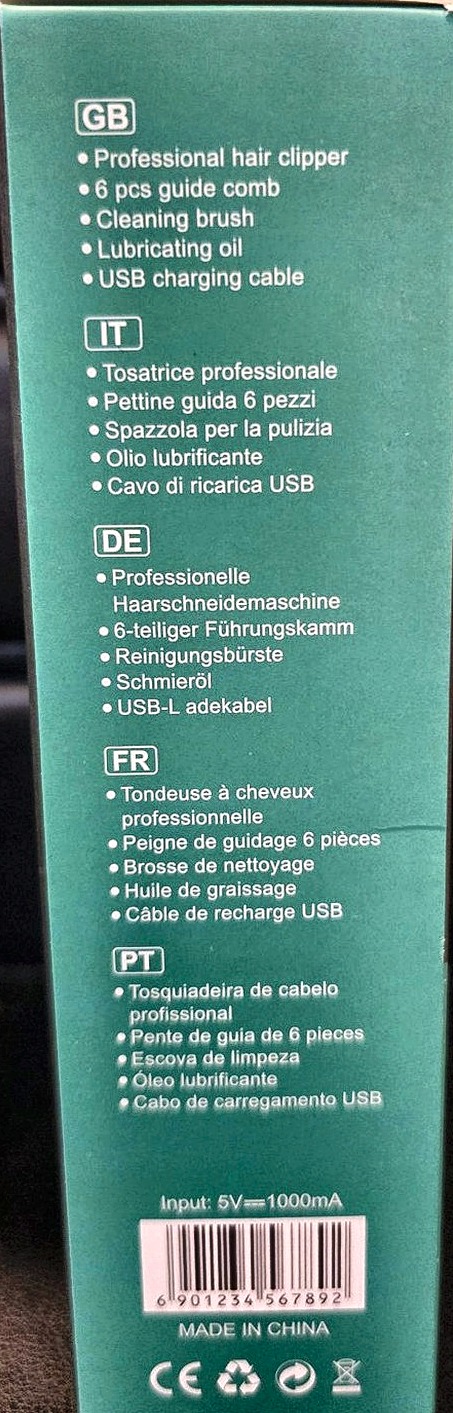 GB
• Professional hair clipper
• 6 pcs guide comb
• Cleaning brush
• Lubricating oil
• USB charging cable
IT
• Tosatrice professionale
• Pettine guida 6 pezzi
• Spazzola per la pulizia
• Olio lubrificante
• Cavo di ricarica USB
DE
• Professionelle
Haarschneidemaschine
• 6-teiliger Führungskamm
• Reinigungsbürste
• Schmieröl
• USB-L adekabel
FR
• Tondeuse à cheveux
professionnelle
• Peigne de guidage 6 pièces
• Brosse de nettoyage
• Huile de graissage
• Câble de recharge USB
PT
• Tosquiadeira de cabelo
profissional
• Pente de guia de 6 pieces
• Escova de limpeza
• Óleo lubrificante
• Cabo de carregamento USB
Input: 5V⎓1000mA
6 901234 567892
MADE IN CHINA
CE